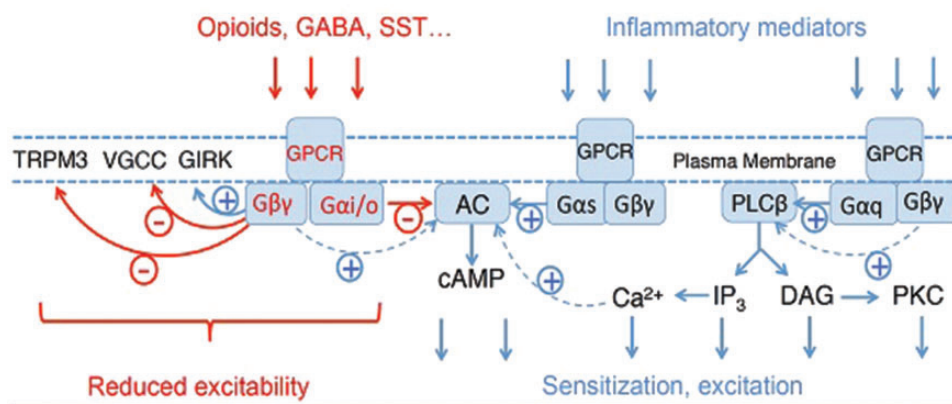 Opioids, GABA, SST...
Inflammatory mediators
GPCR
GPCR
GPCR
TRPM3 VGCC GIRK
Plasma Membrane
Gβγ
Gαi/o
AC
Gαs
Gβγ
PLCβ
Gαq
Gβγ
+
-
-
-
+
+
+
+
+
cAMP
Ca²⁺
IP₃
DAG
PKC
Reduced excitability
Sensitization, excitation